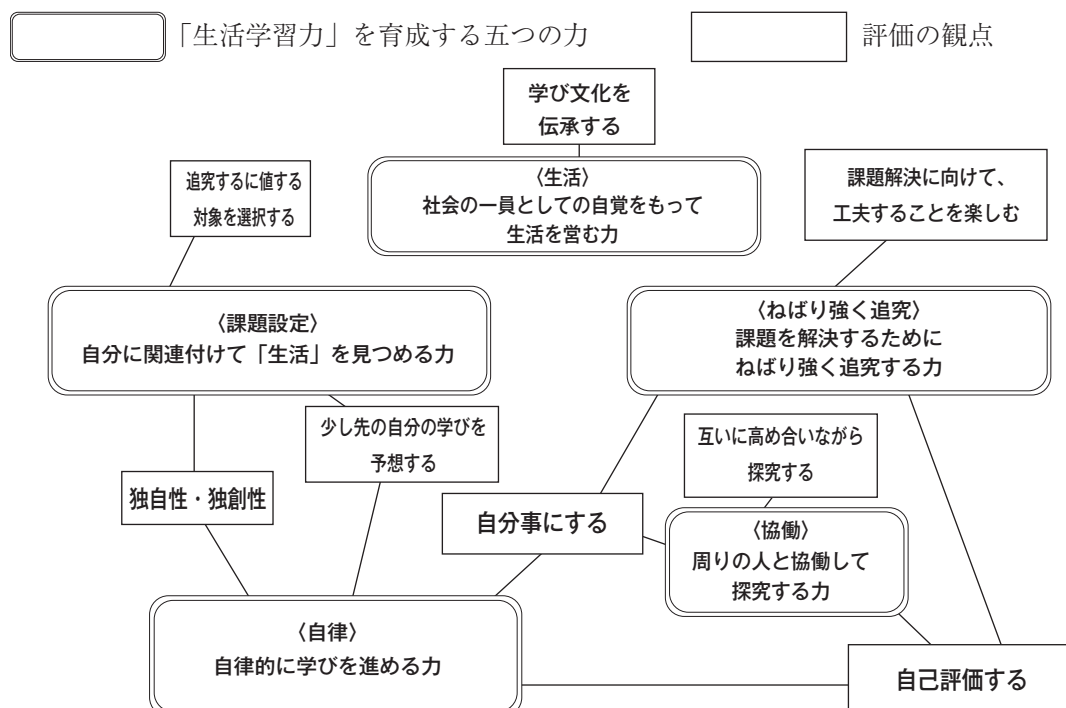 「生活学習力」を育成する五つの力
評価の観点
学び文化を
伝承する
〈生活〉
社会の一員としての自覚をもって
生活を営む力
追究するに値する
対象を選択する
課題解決に向けて、
工夫することを楽しむ
〈課題設定〉
自分に関連付けて「生活」を見つめる力
〈ねばり強く追究〉
課題を解決するために
ねばり強く追究する力
少し先の自分の学びを
予想する
互いに高め合いながら
探究する
独自性・独創性
自分事にする
〈協働〉
周りの人と協働して
探究する力
〈自律〉
自律的に学びを進める力
自己評価する